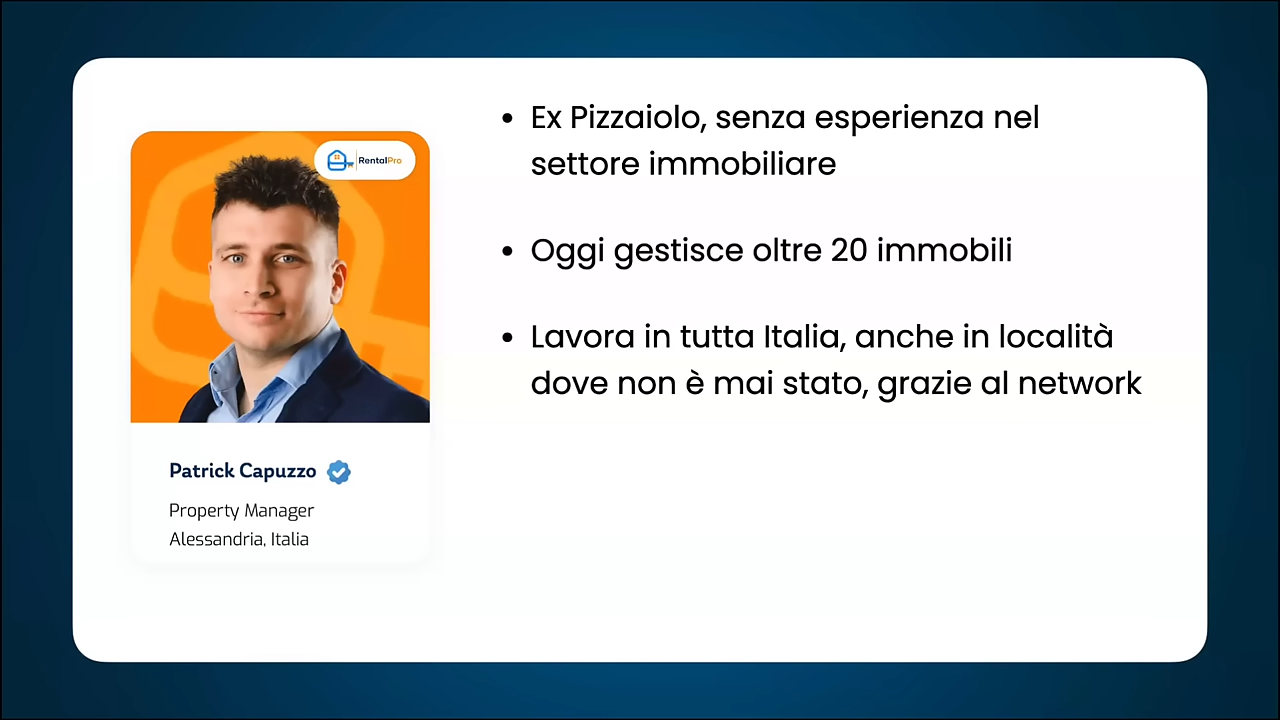 RentalPro
Patrick Capuzzo
Property Manager
Alessandria, Italia
• Ex Pizzaiolo, senza esperienza nel
settore immobiliare
• Oggi gestisce oltre 20 immobili
• Lavora in tutta Italia, anche in località
dove non è mai stato, grazie al network